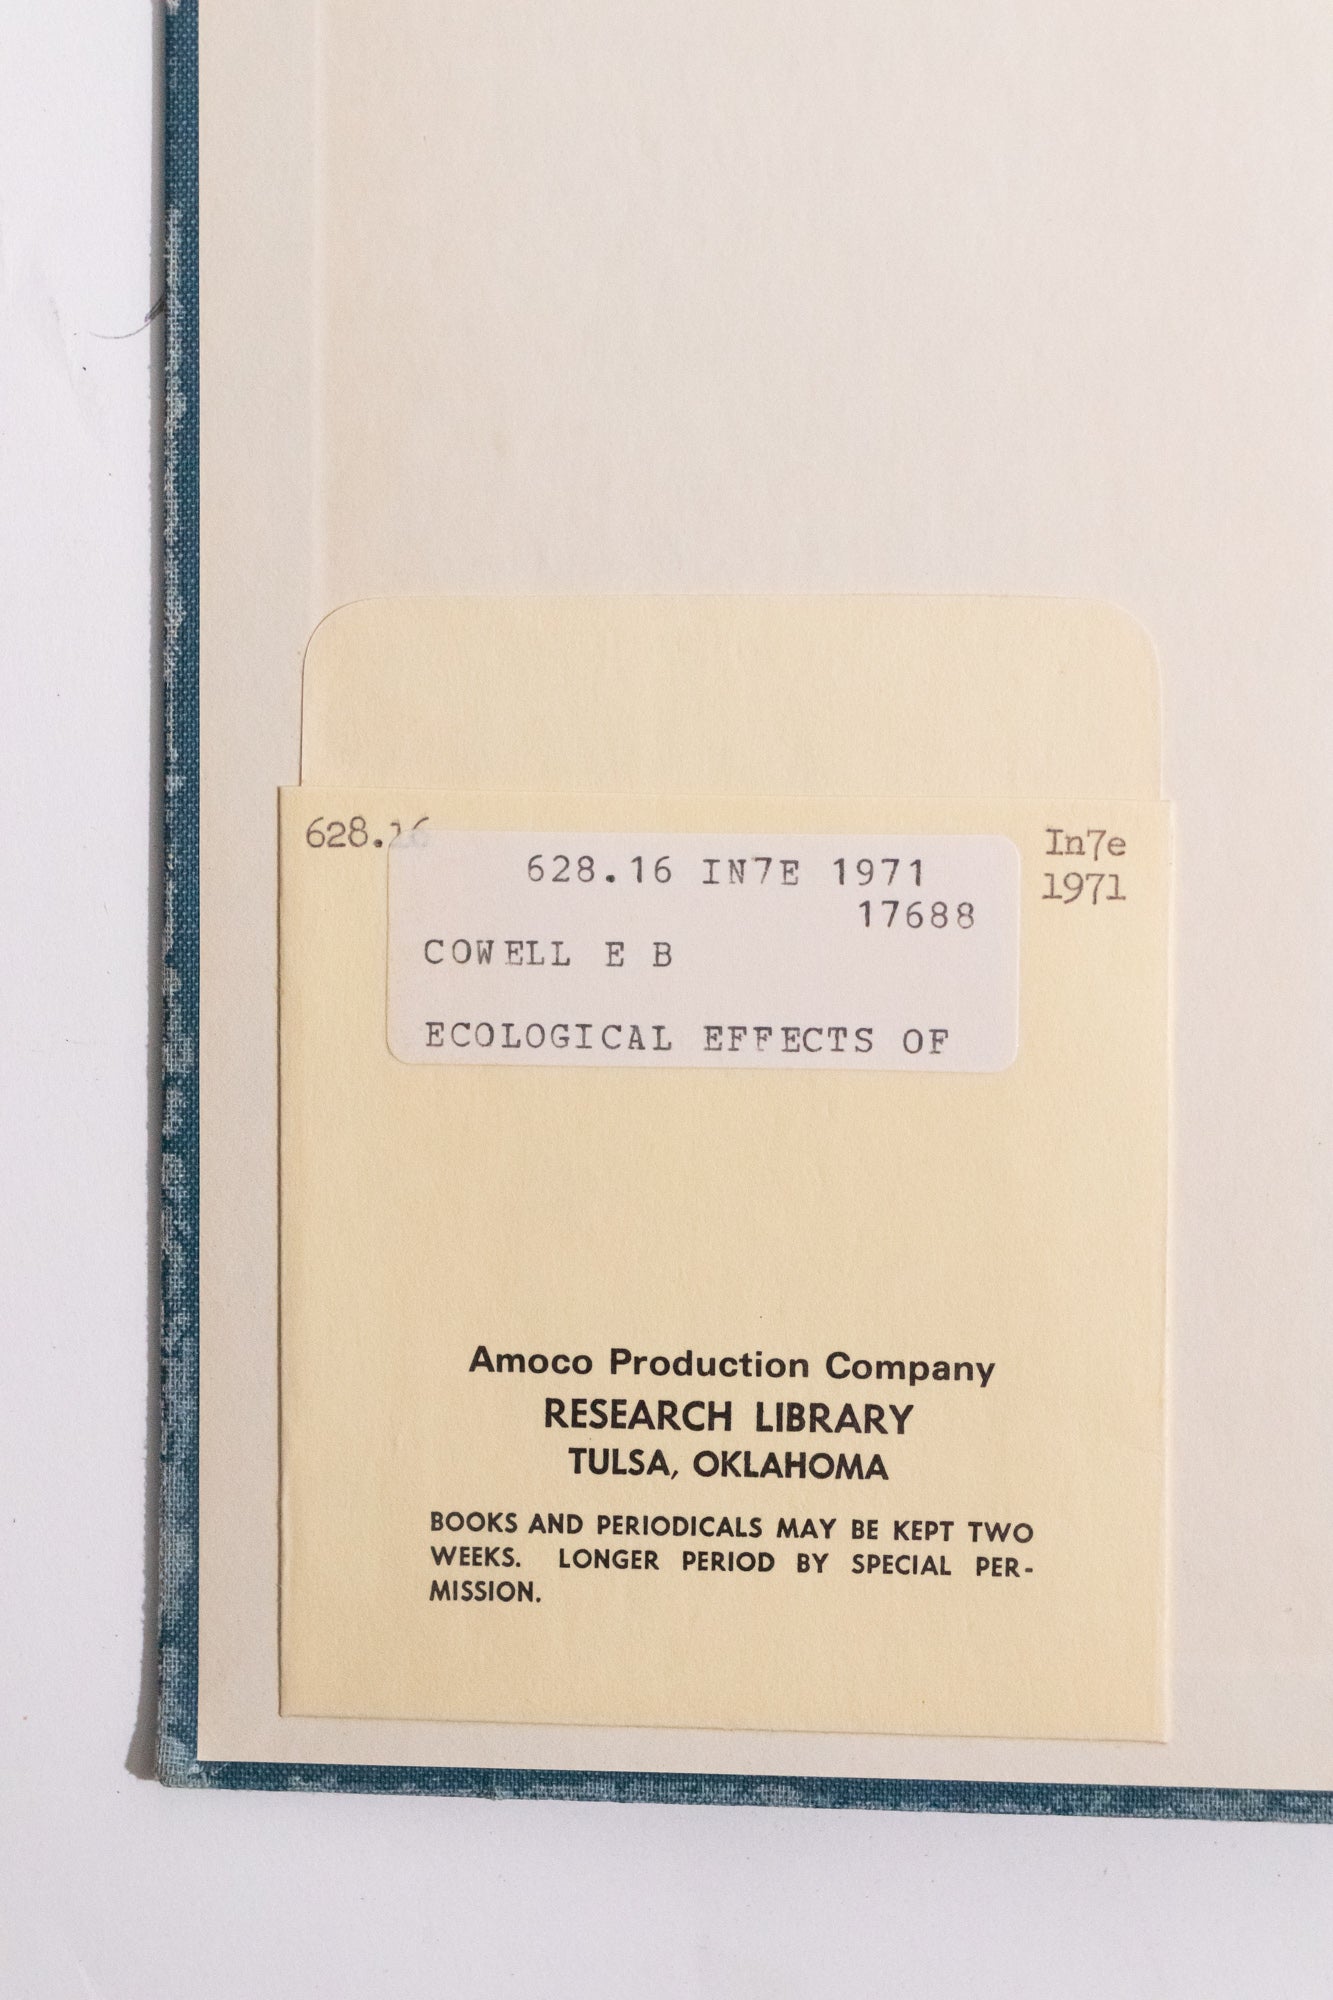 628.16
In7e
1971
628.16 IN7E 1971
17688
COWELL E B
ECOLOGICAL EFFECTS OF
Amoco Production Company
RESEARCH LIBRARY
TULSA, OKLAHOMA
BOOKS AND PERIODICALS MAY BE KEPT TWO
WEEKS. LONGER PERIOD BY SPECIAL PER-
MISSION.